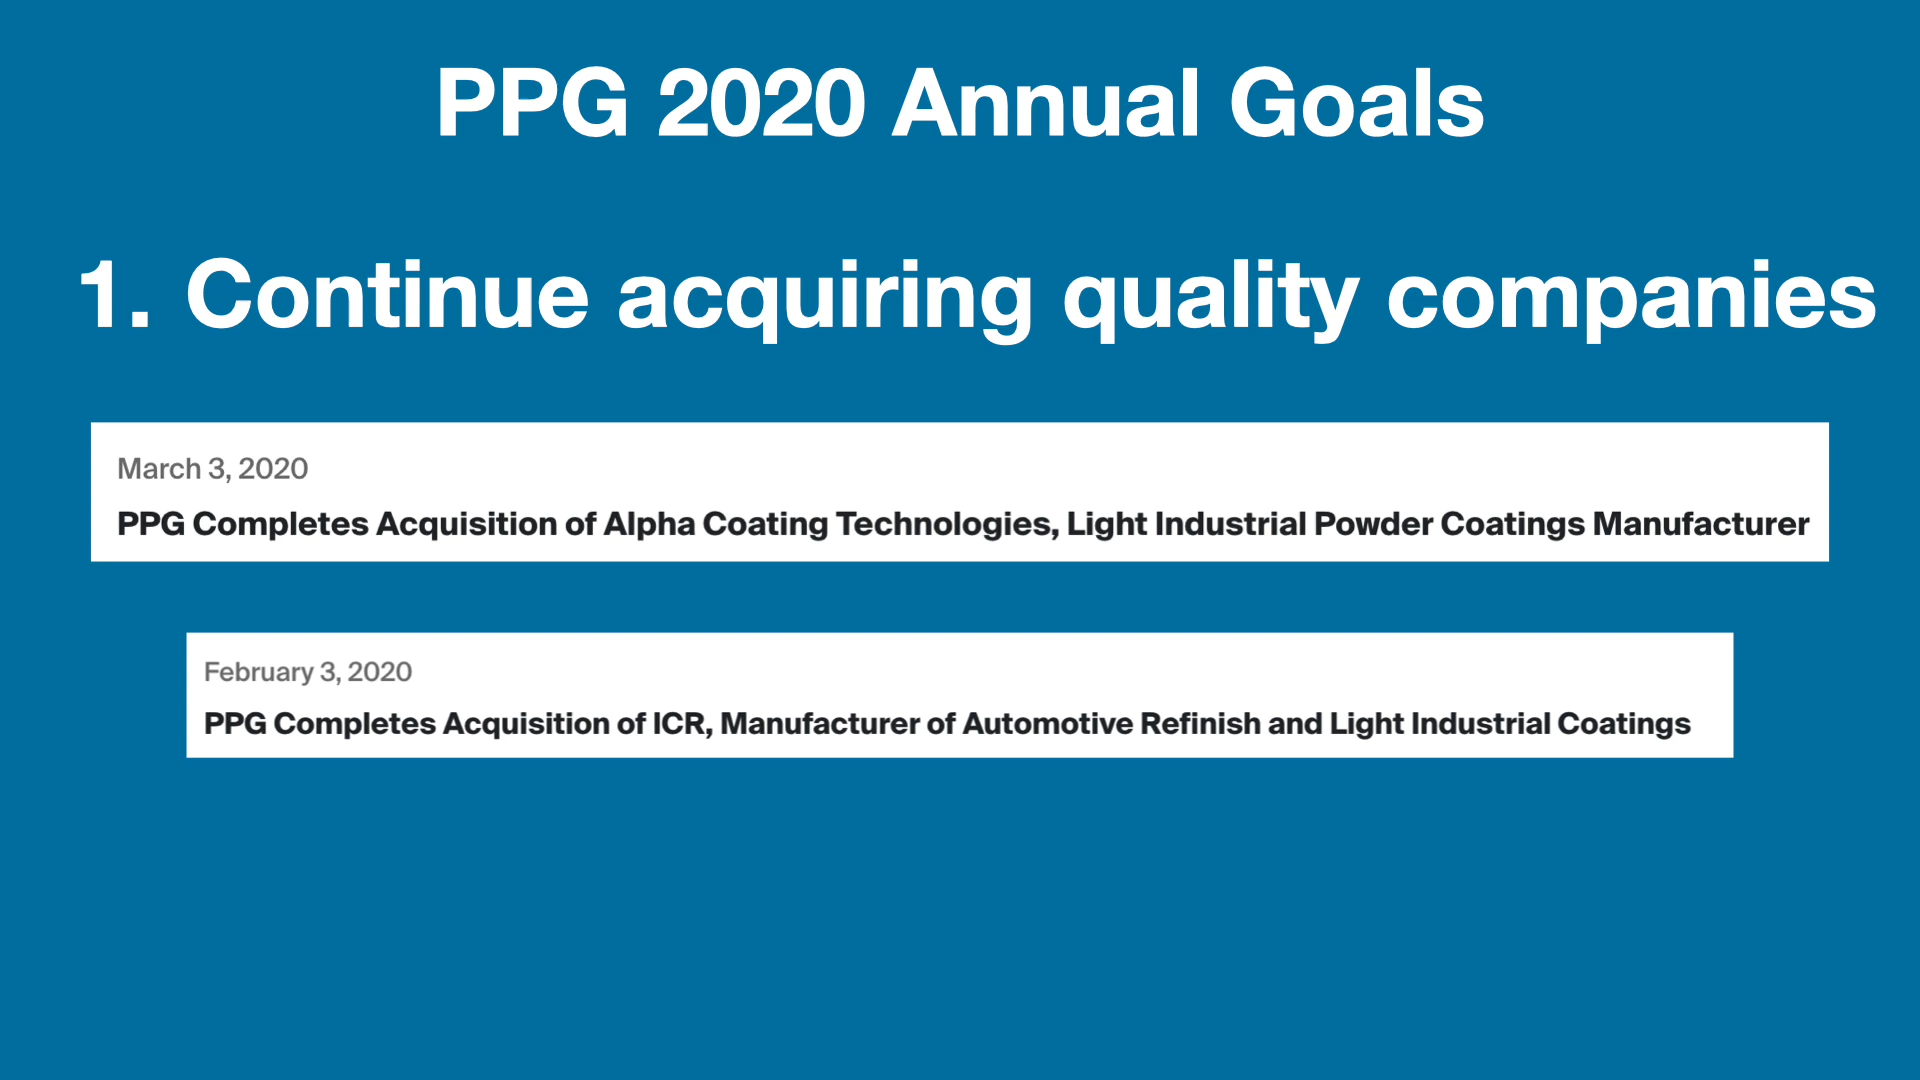 PPG 2020 Annual Goals
1. Continue acquiring quality companies
March 3, 2020
PPG Completes Acquisition of Alpha Coating Technologies, Light Industrial Powder Coatings Manufacturer
February 3, 2020
PPG Completes Acquisition of ICR, Manufacturer of Automotive Refinish and Light Industrial Coatings